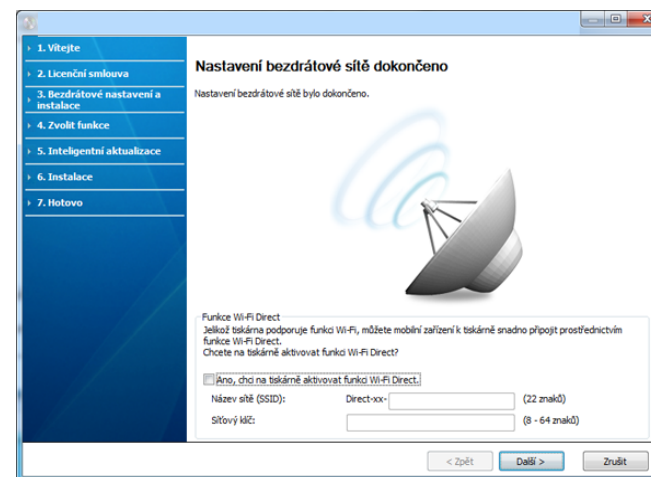 1. Vítejte
2. Licenční smlouva
3. Bezdrátové nastavení a
instalace
4. Zvolit funkce
5. Inteligentní aktualizace
6. Instalace
7. Hotovo
Nastavení bezdrátové sítě dokončeno
Nastavení bezdrátové sítě bylo dokončeno.
Funkce Wi-Fi Direct
Jelikož tiskárna podporuje funkci Wi-Fi, můžete mobilní zařízení k tiskárně snadno připojit prostřednictvím
funkce Wi-Fi Direct.
Chcete na tiskárně aktivovat funkci Wi-Fi Direct?
Ano, chci na tiskárně aktivovat funkci Wi-Fi Direct.
Název sítě (SSID): Direct-xx- (22 znaků)
Síťový klíč: (8 - 64 znaků)
< Zpět Další > Zrušit